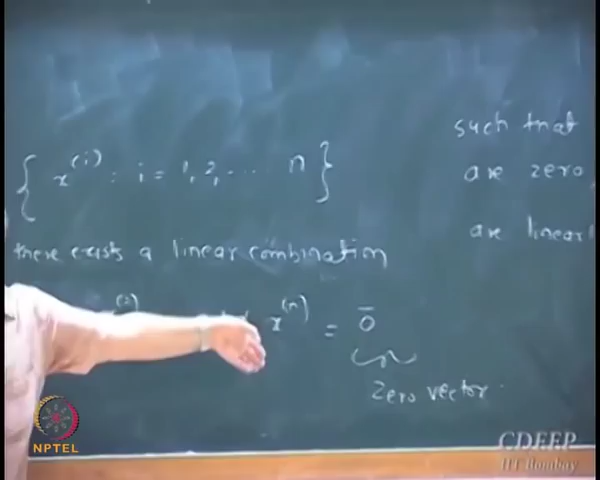 { x^(i) : i = 1, 2, ... n }
there exists a linear combination
x^(n) = 0̄
Zero vector
such that
are zero
are linear
NPTEL
CDEEP
IIT Bombay